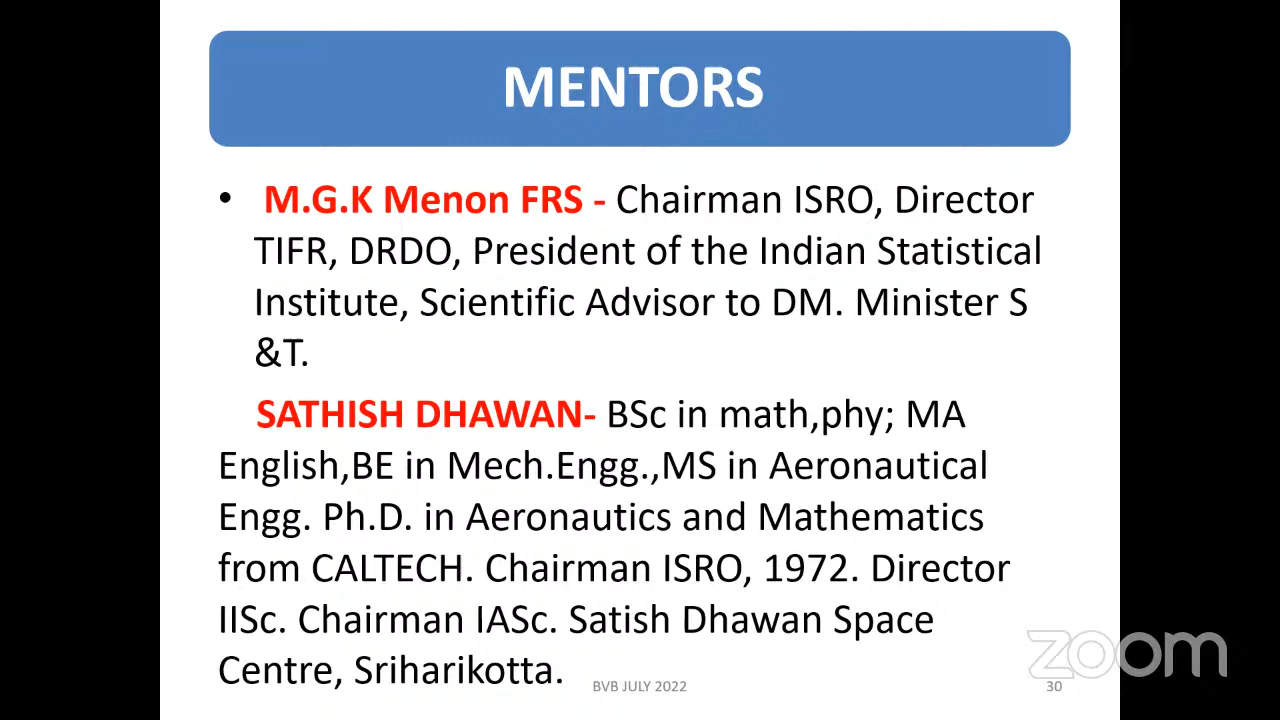 MENTORS
• M.G.K Menon FRS - Chairman ISRO, Director
TIFR, DRDO, President of the Indian Statistical
Institute, Scientific Advisor to DM. Minister S
&T.
SATHISH DHAWAN- BSc in math,phy; MA
English,BE in Mech.Engg.,MS in Aeronautical
Engg. Ph.D. in Aeronautics and Mathematics
from CALTECH. Chairman ISRO, 1972. Director
IISc. Chairman IASc. Satish Dhawan Space
Centre, Sriharikotta.
BVB JULY 2022
30
zoom